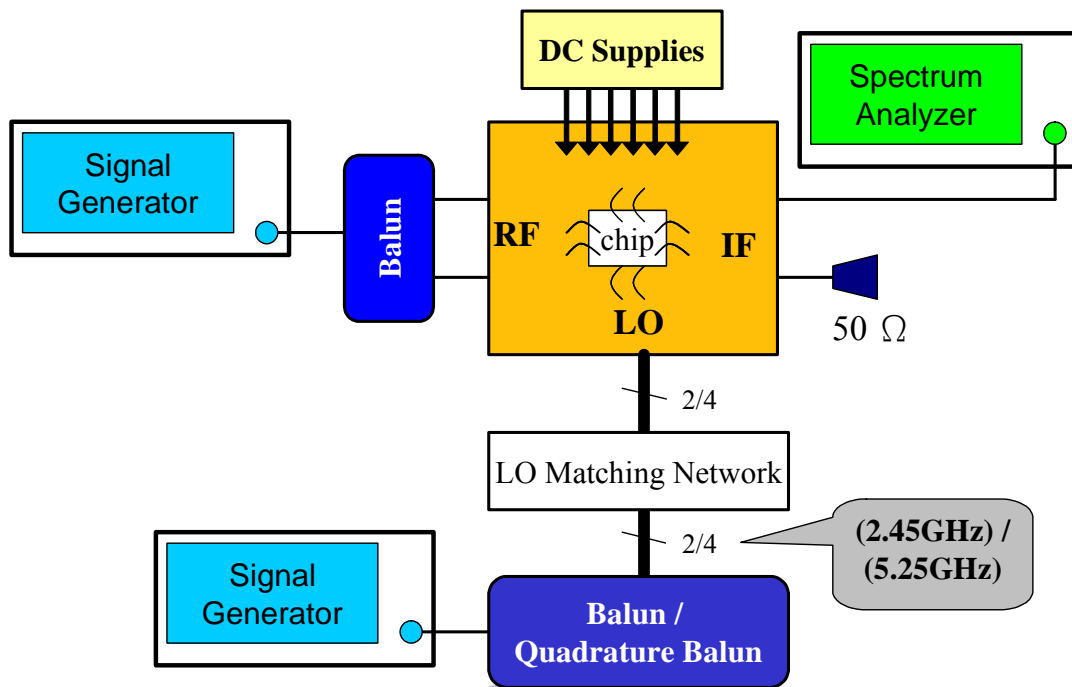 DC Supplies
Spectrum
Analyzer
Signal
Generator
Balun
RF
chip
IF
LO
50 Ω
2/4
LO Matching Network
2/4
(2.45GHz) /
(5.25GHz)
Signal
Generator
Balun /
Quadrature Balun